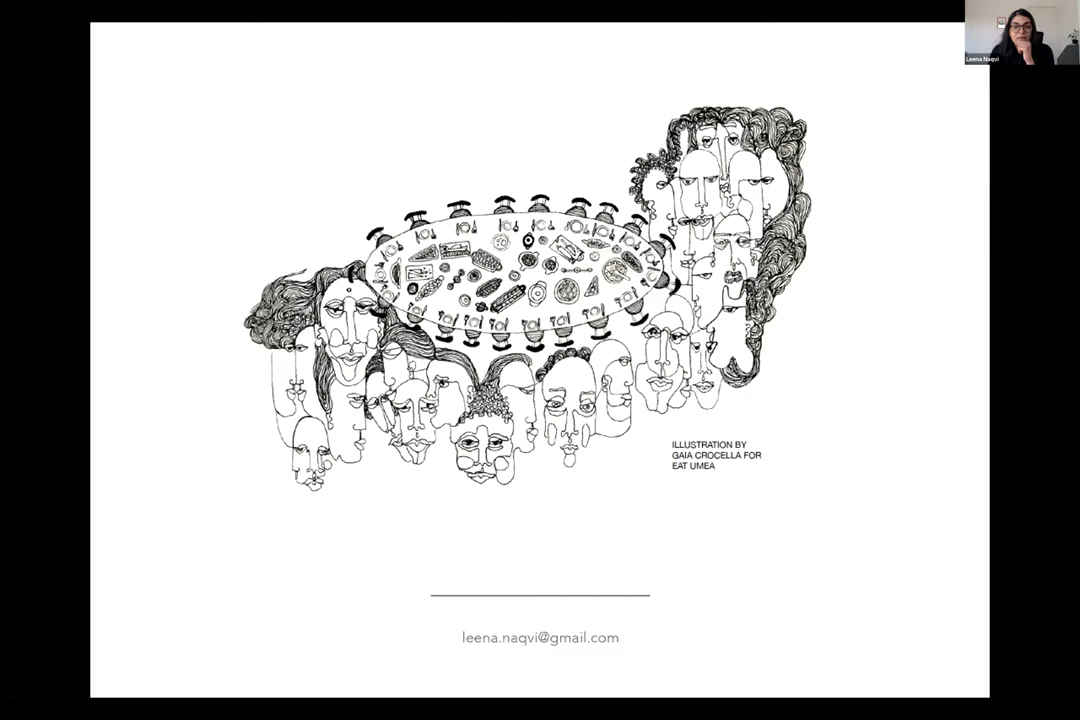 Leena Naqvi
ILLUSTRATION BY
GAIA CROCELLA FOR
EAT UMEA
leena.naqvi@gmail.com